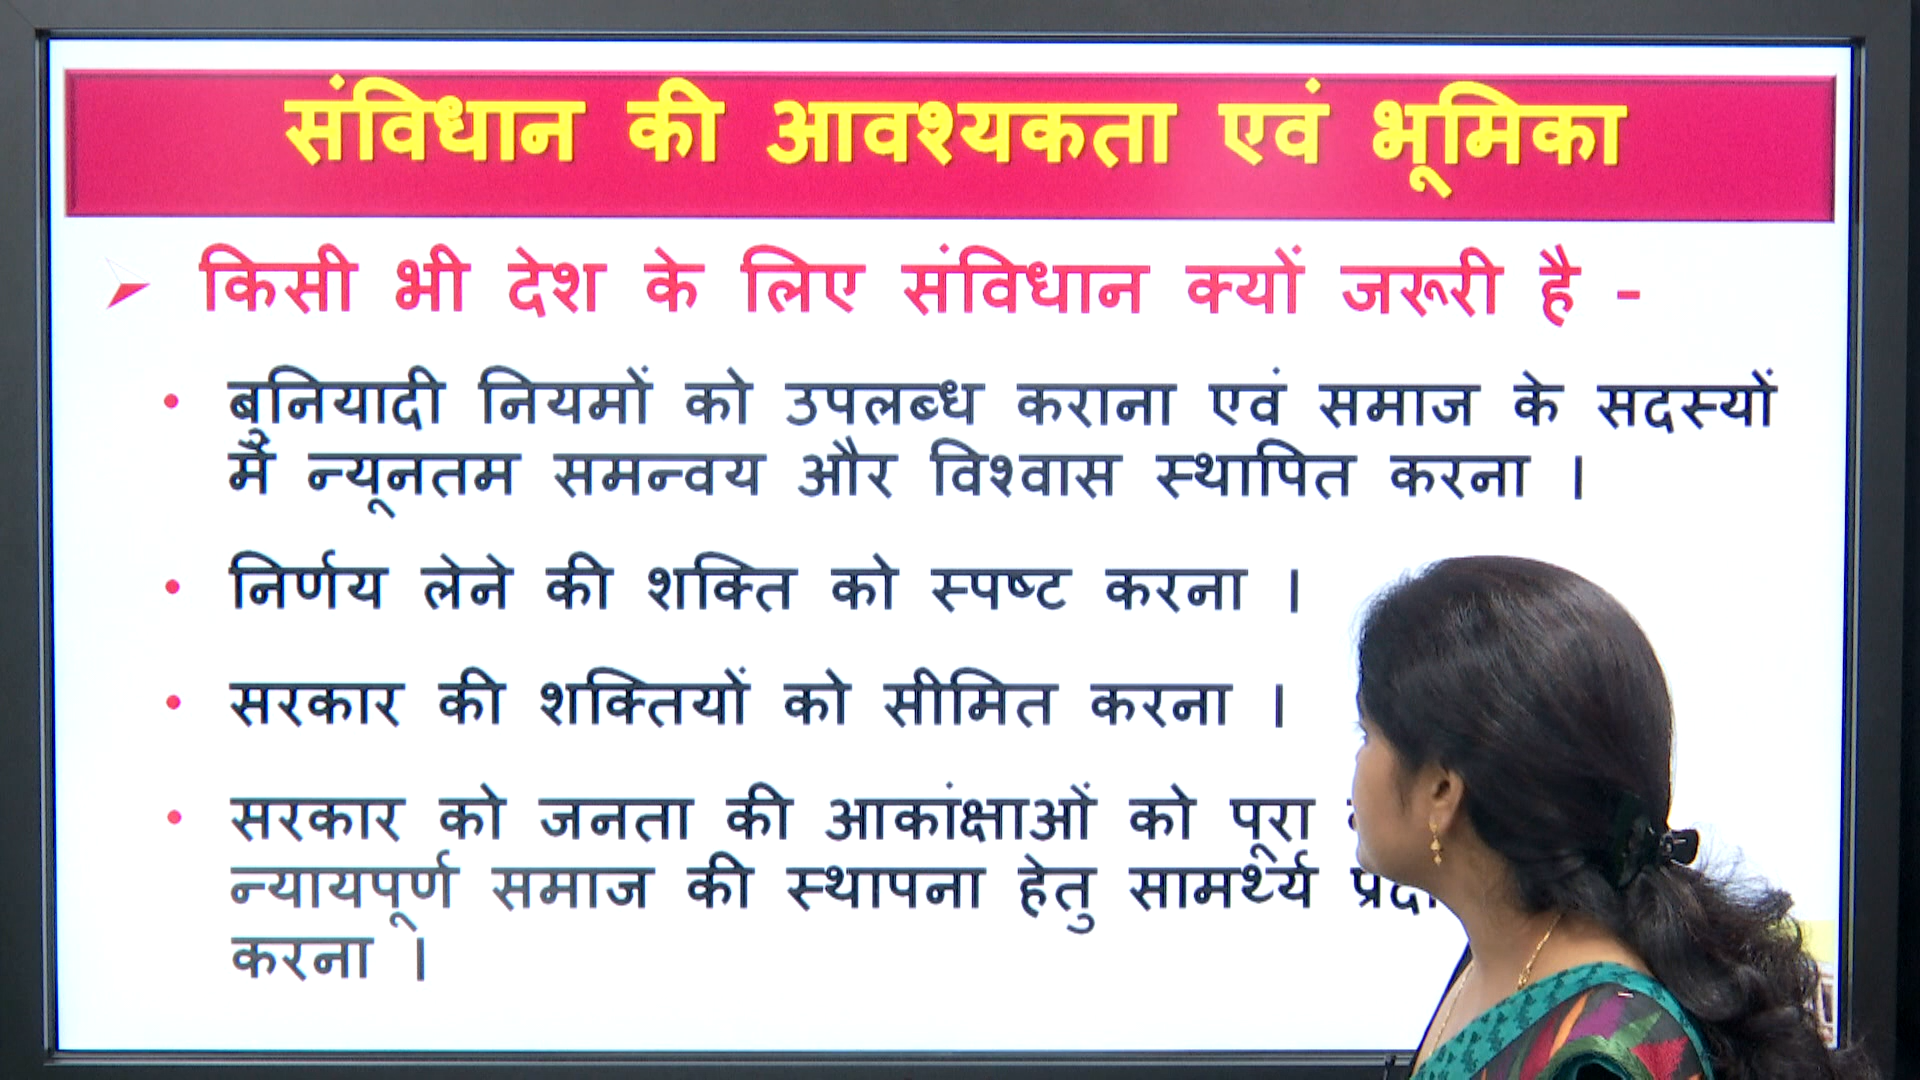 संविधान की आवश्यकता एवं भूमिका
किसी भी देश के लिए संविधान क्यों जरूरी है -
बुनियादी नियमों को उपलब्ध कराना एवं समाज के सदस्यों
में न्यूनतम समन्वय और विश्वास स्थापित करना ।
निर्णय लेने की शक्ति को स्पष्ट करना ।
सरकार की शक्तियों को सीमित करना ।
सरकार को जनता की आकांक्षाओं को पूरा
न्यायपूर्ण समाज की स्थापना हेतु सामर्थ्य
करना ।